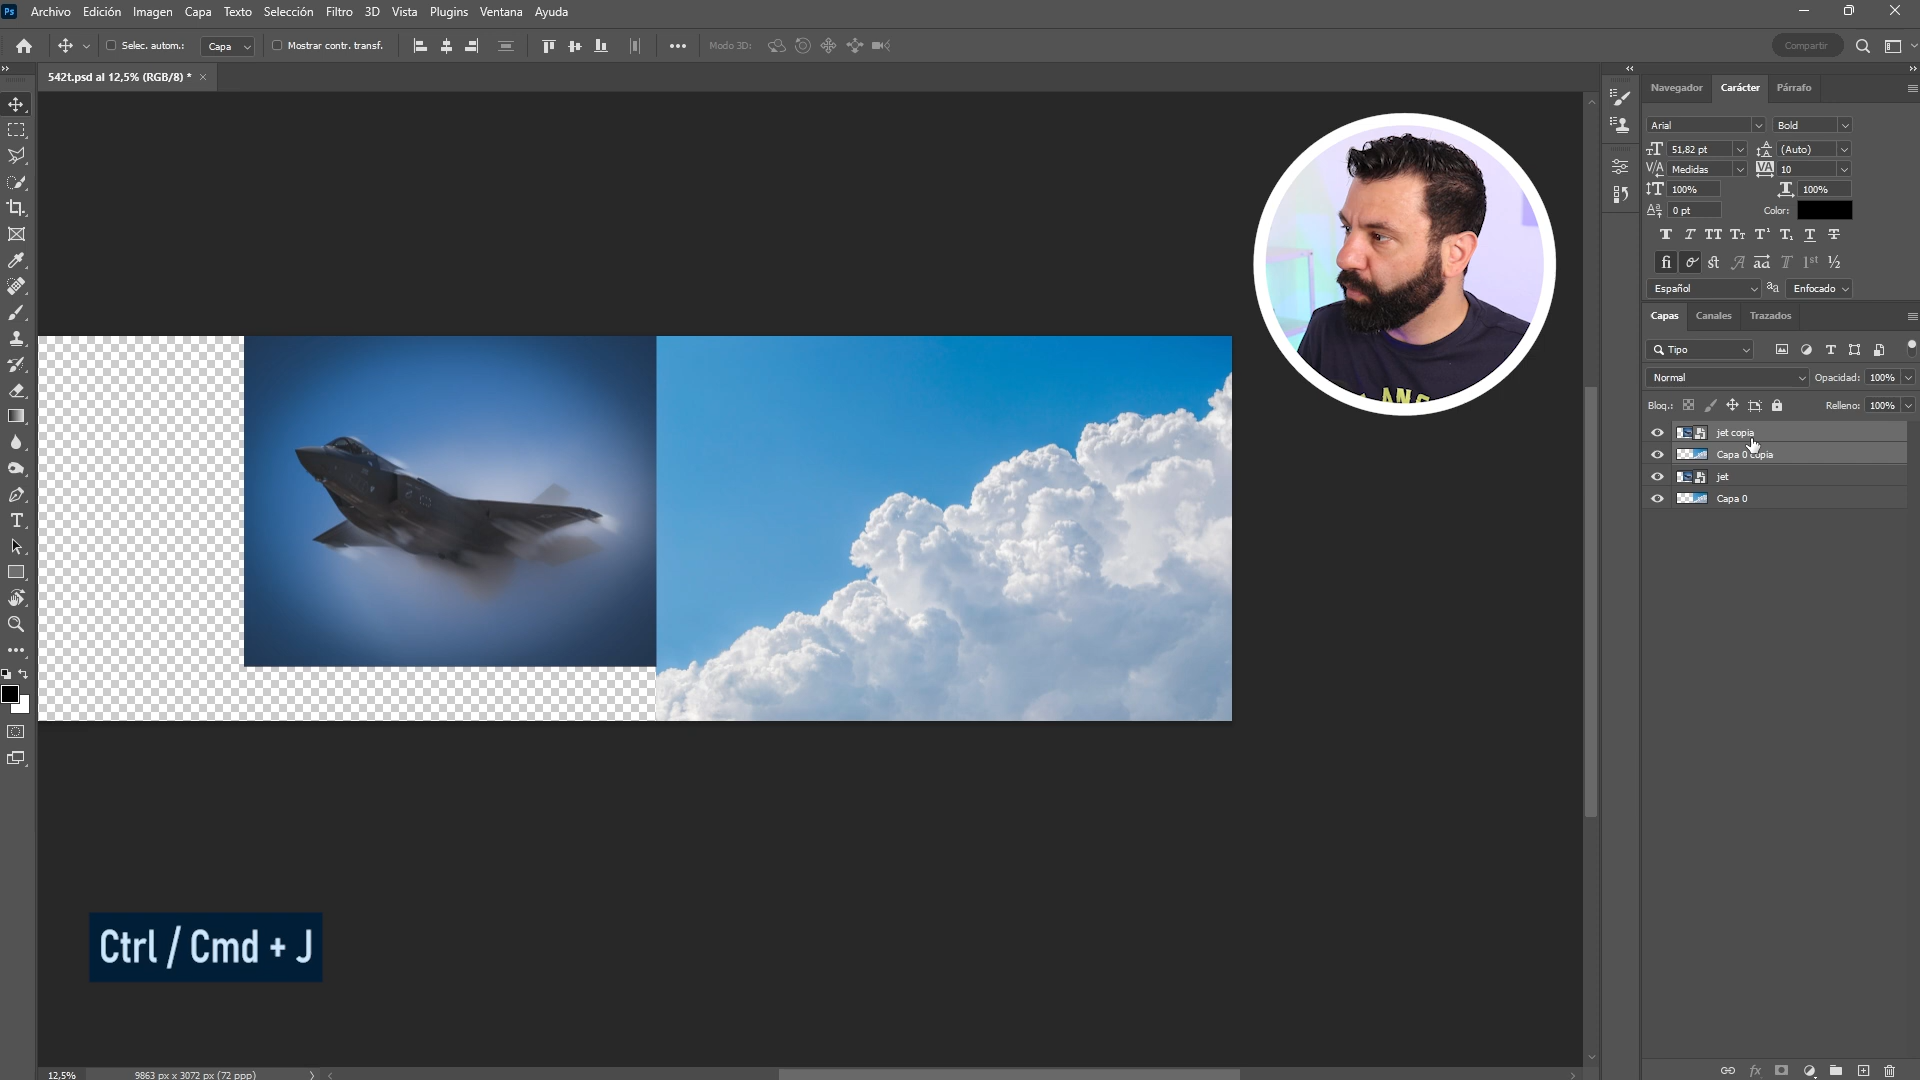 Ps Archivo Edición Imagen Capa Texto Selección Filtro 3D Vista Plugins Ventana Ayuda
Selec. autom.: Capa Mostrar contr. transf. Modo 3D: Compartir
542t.psd al 12,5% (RGB/8) *
Navegador Carácter Párrafo
Arial Bold
51,82 pt (Auto)
Medidas 10
100% 100%
0 pt Color:
Español Enfocado
Capas Canales Trazados
Tipo
Normal Opacidad: 100%
Bloq.: Relleno: 100%
jet copia
Capa 0 copia
jet
Capa 0
Ctrl / Cmd + J
12,5% 9863 px x 3072 px (72 ppp)